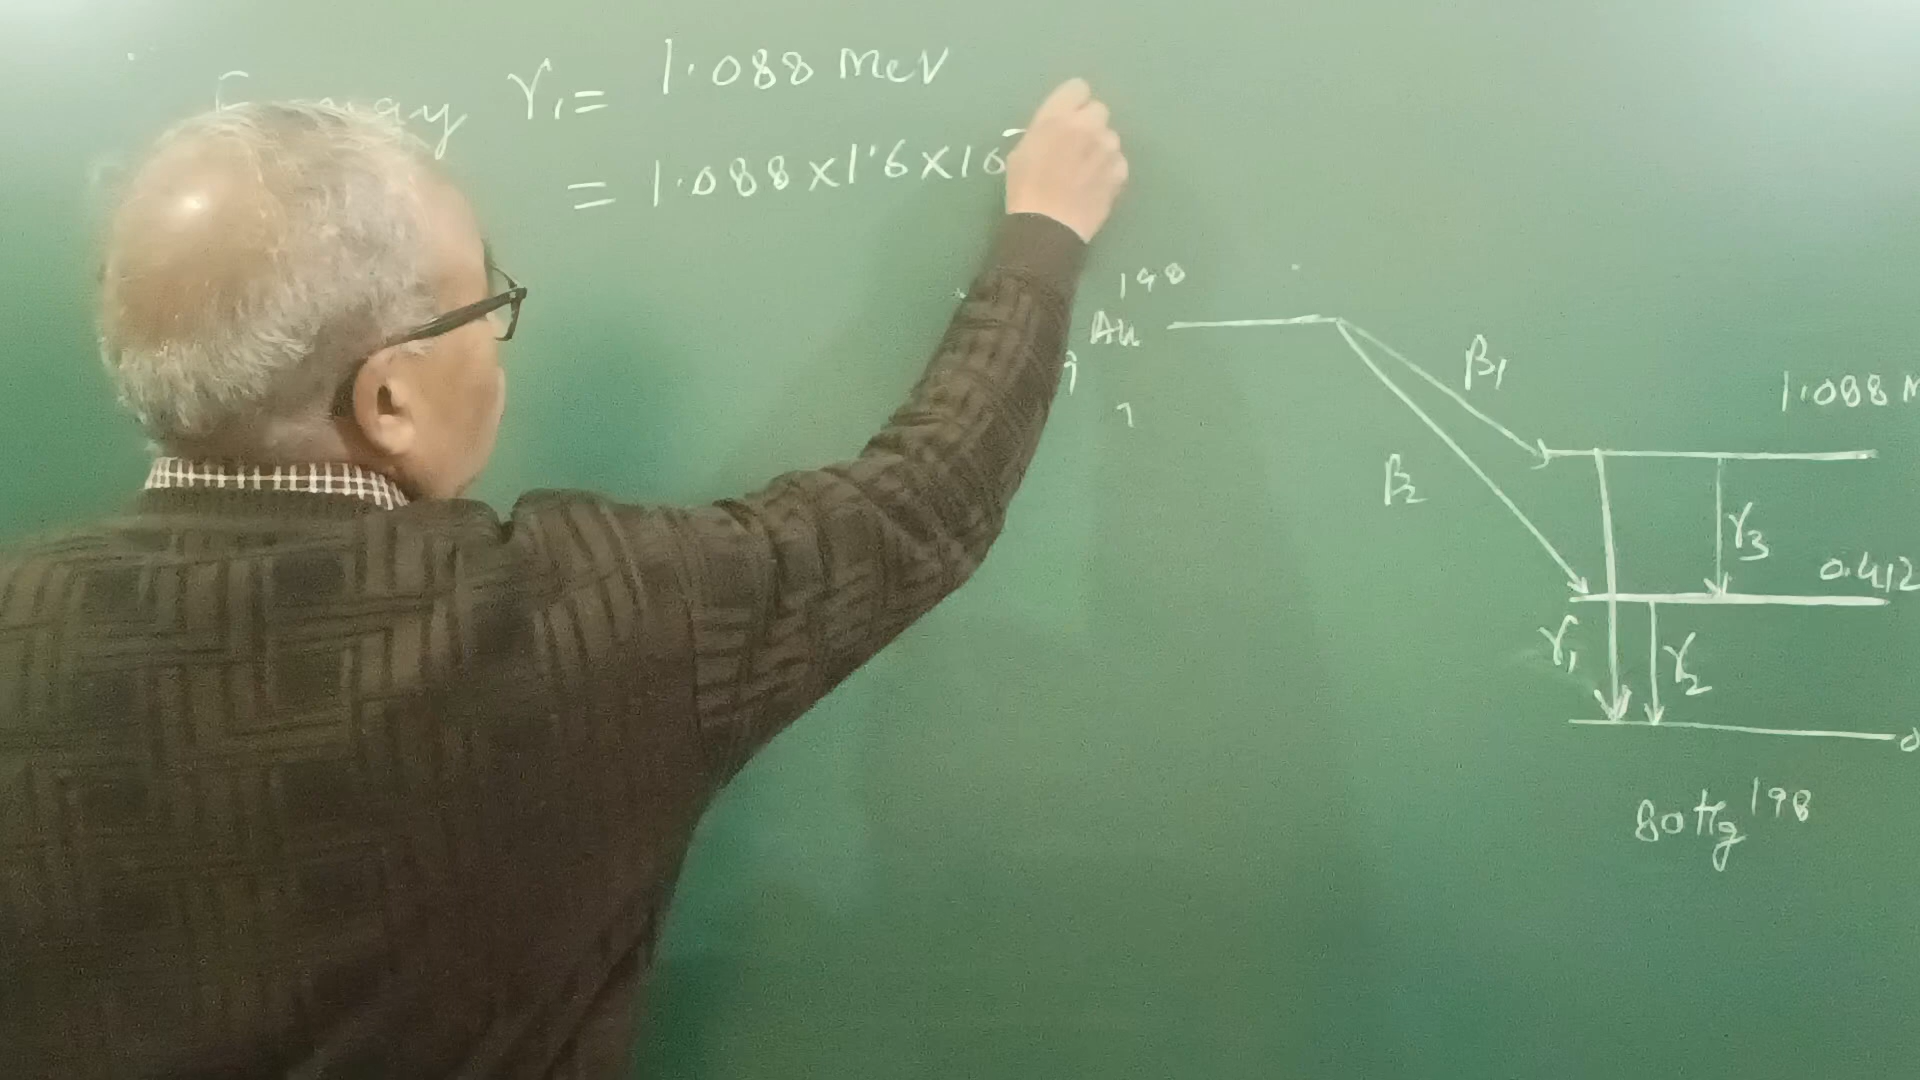 γ₁ = 1.088 MeV
= 1.088 × 1.6 × 10⁻
198
Au
β₁
1.088 M
β₂
γ₃
0.412
γ₁
γ₂
0
80Hg¹⁹⁸